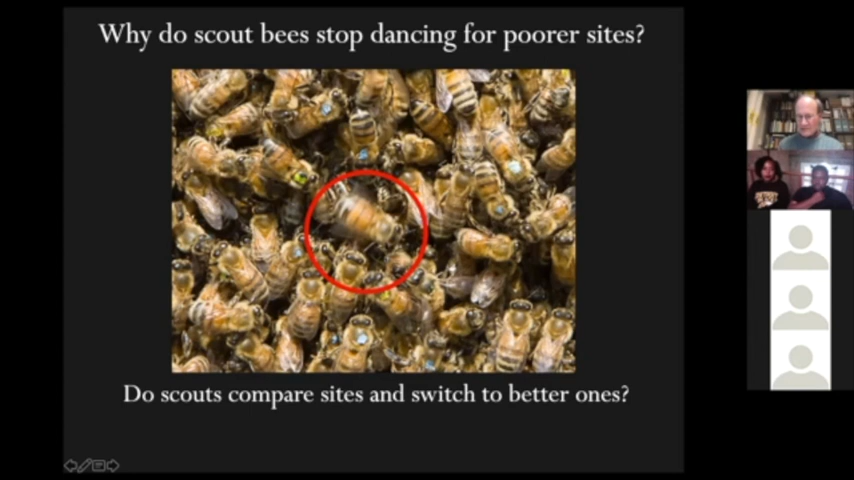 Why do scout bees stop dancing for poorer sites?
Do scouts compare sites and switch to better ones?